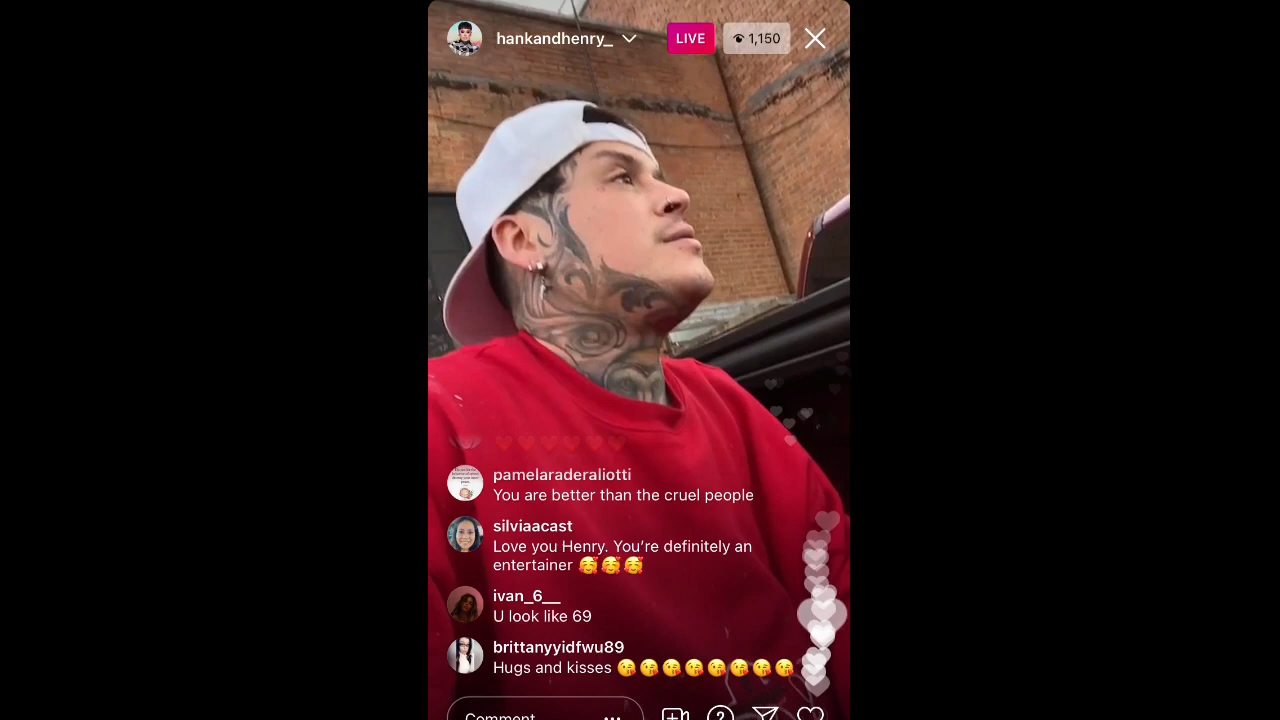 hankandhenry_
LIVE
1,150
pamelaraderaliotti
You are better than the cruel people
silviaacast
Love you Henry. You’re definitely an
entertainer 🥰🥰🥰
ivan_6__
U look like 69
brittanyyidfwu89
Hugs and kisses 😘😘😘😘😘😘😘😘
Comment